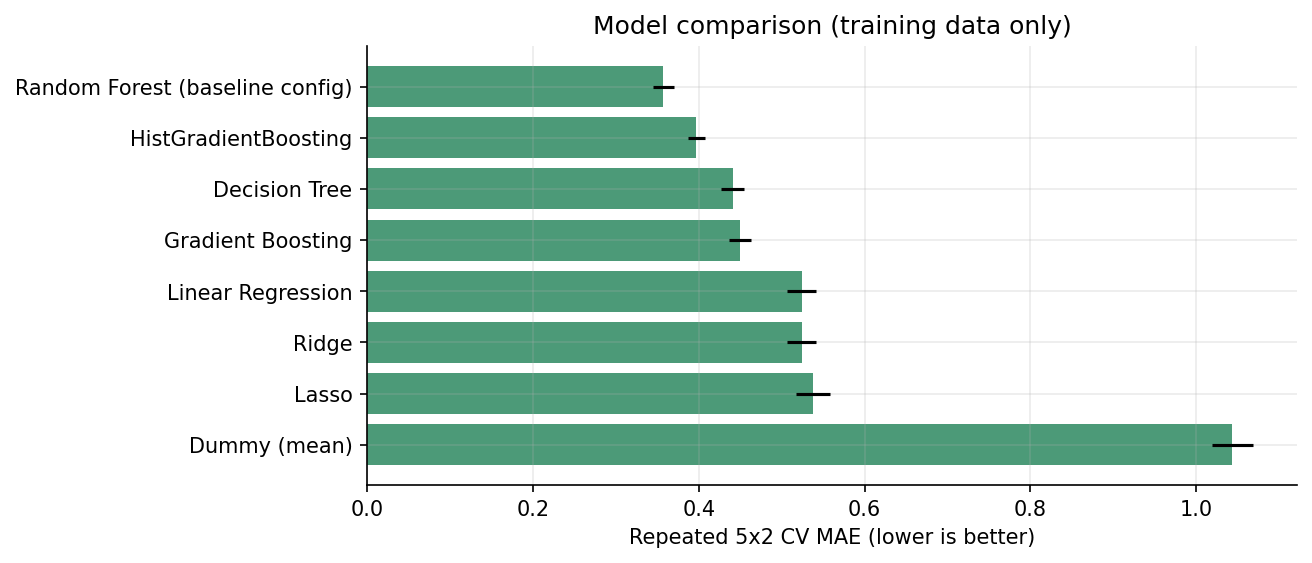 Model comparison (training data only)
Random Forest (baseline config)
HistGradientBoosting
Decision Tree
Gradient Boosting
Linear Regression
Ridge
Lasso
Dummy (mean)
0.0 0.2 0.4 0.6 0.8 1.0
Repeated 5x2 CV MAE (lower is better)